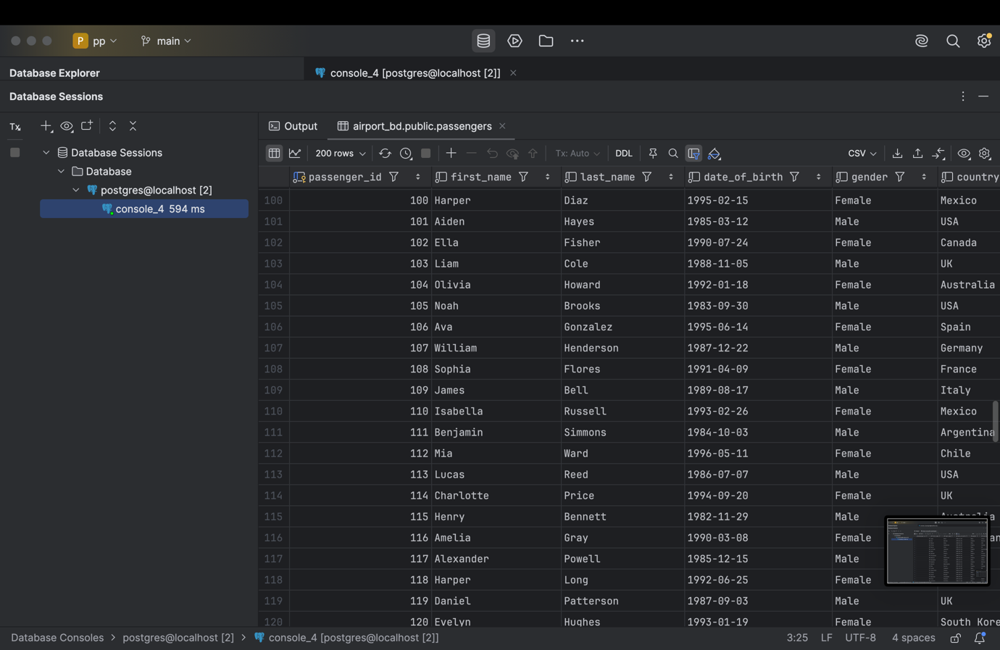 P pp main
Database Explorer console_4 [postgres@localhost [2]]
Database Sessions
Tx Output airport_bd.public.passengers
Database Sessions 200 rows Tx: Auto DDL CSV
Database
postgres@localhost [2]
console_4 594 ms
passenger_id first_name last_name date_of_birth gender country
100 100 Harper Diaz 1995-02-15 Female Mexico
101 101 Aiden Hayes 1985-03-12 Male USA
102 102 Ella Fisher 1990-07-24 Female Canada
103 103 Liam Cole 1988-11-05 Male UK
104 104 Olivia Howard 1992-01-18 Female Australia
105 105 Noah Brooks 1983-09-30 Male USA
106 106 Ava Gonzalez 1995-06-14 Female Spain
107 107 William Henderson 1987-12-22 Male Germany
108 108 Sophia Flores 1991-04-09 Female France
109 109 James Bell 1989-08-17 Male Italy
110 110 Isabella Russell 1993-02-26 Female Mexico
111 111 Benjamin Simmons 1984-10-03 Male Argentina
112 112 Mia Ward 1996-05-11 Female Chile
113 113 Lucas Reed 1986-07-07 Male USA
114 114 Charlotte Price 1994-09-20 Female UK
115 115 Henry Bennett 1982-11-29 Male
116 116 Amelia Gray 1990-03-08 Female
117 117 Alexander Powell 1985-12-15 Male
118 118 Harper Long 1992-06-25 Female
119 119 Daniel Patterson 1987-09-03 Male UK
120 120 Evelyn Hughes 1993-01-19 Female South Kore
Database Consoles > postgres@localhost [2] > console_4 [postgres@localhost [2]] 3:25 LF UTF-8 4 spaces